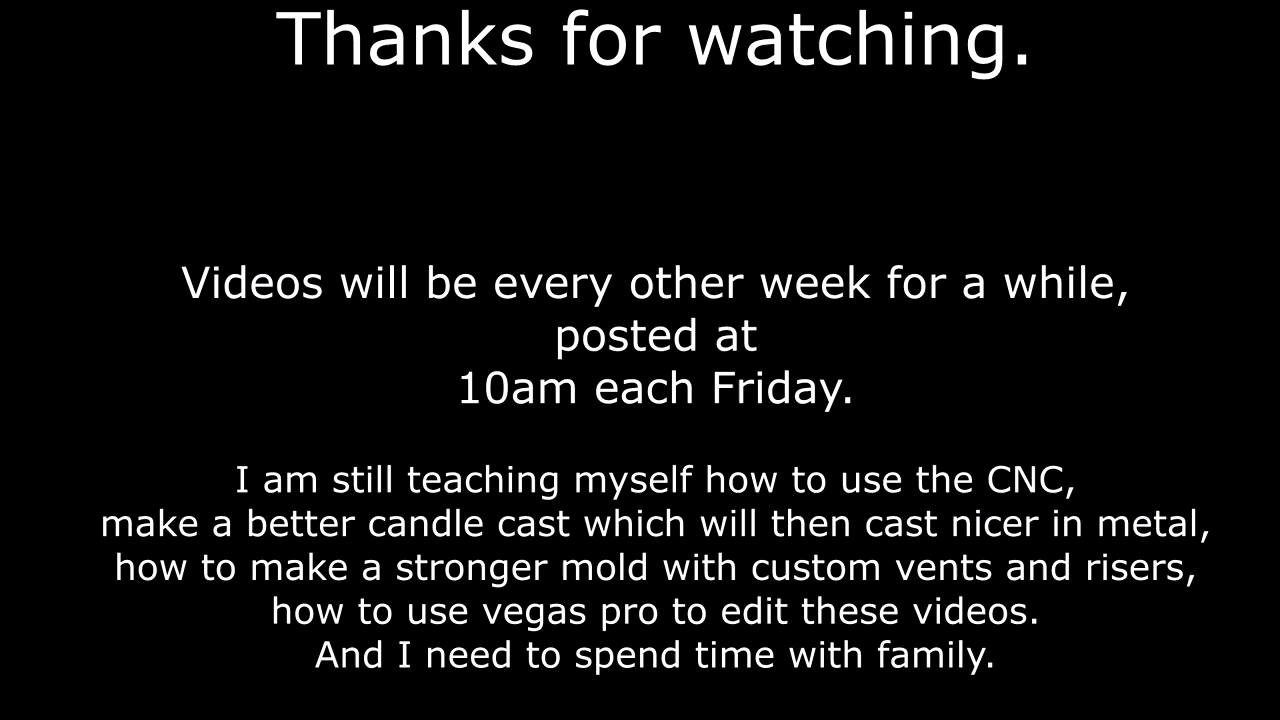 Thanks for watching.
Videos will be every other week for a while,
posted at
10am each Friday.
I am still teaching myself how to use the CNC,
make a better candle cast which will then cast nicer in metal,
how to make a stronger mold with custom vents and risers,
how to use vegas pro to edit these videos.
And I need to spend time with family.